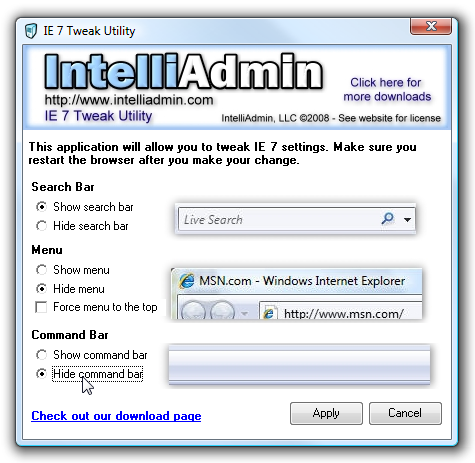 IE 7 Tweak Utility
IntelliAdmin
http://www.intelliadmin.com
IE 7 Tweak Utility
Click here for
more downloads
IntelliAdmin, LLC ©2008 - See website for license
This application will allow you to tweak IE 7 settings. Make sure you
restart the browser after you make your change.
Search Bar
Show search bar
Hide search bar
Live Search
Menu
Show menu
Hide menu
Force menu to the top
MSN.com - Windows Internet Explorer
http://www.msn.com/
Command Bar
Show command bar
Hide command bar
Check out our download page
Apply
Cancel